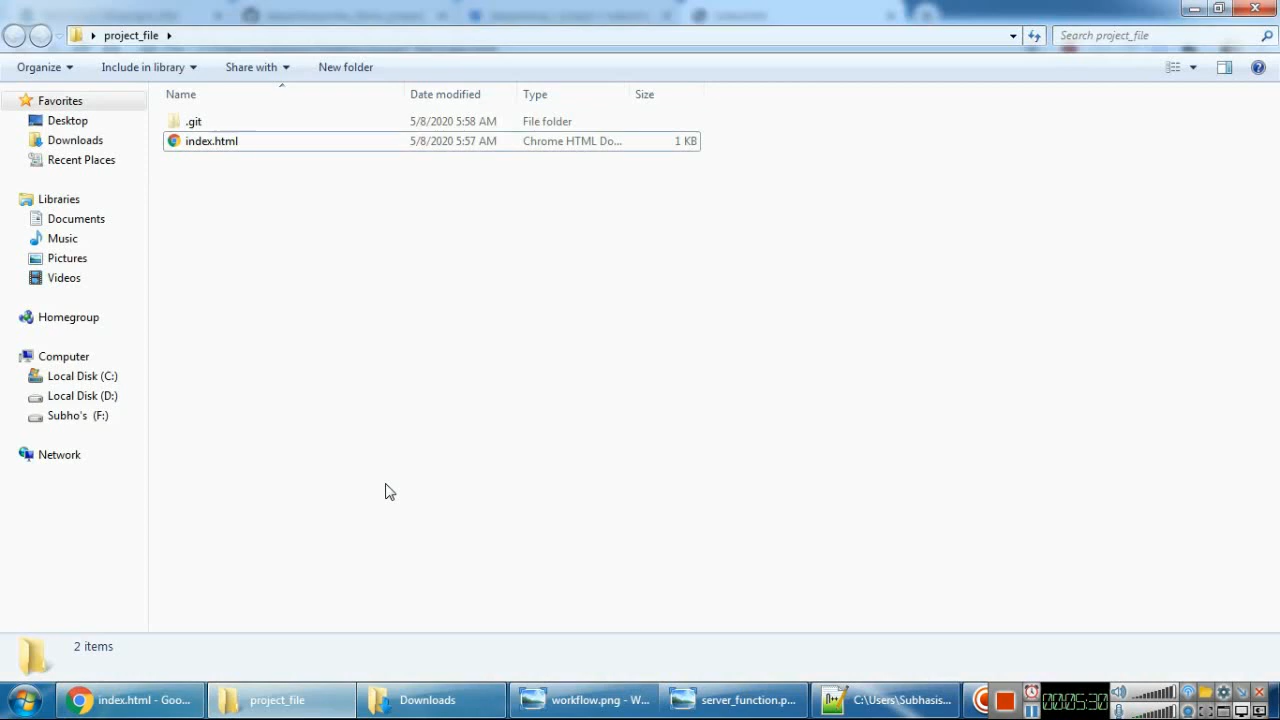 project_file
Search project_file
Organize Include in library Share with New folder
Name Date modified Type Size
.git 5/8/2020 5:58 AM File folder
index.html 5/8/2020 5:57 AM Chrome HTML Do... 1 KB
Favorites
Desktop
Downloads
Recent Places
Libraries
Documents
Music
Pictures
Videos
Homegroup
Computer
Local Disk (C:)
Local Disk (D:)
Subho's (F:)
Network
2 items
index.html - Goo... project_file Downloads workflow.png - W... server_function.p... C:\Users\Subhasis... 00:05:30